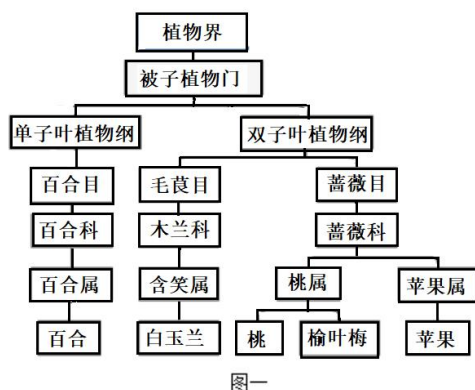 植物界
被子植物门
单子叶植物纲 双子叶植物纲
百合目 毛茛目 蔷薇目
百合科 木兰科 蔷薇科
百合属 含笑属 桃属 苹果属
百合 白玉兰 桃 榆叶梅 苹果
图一